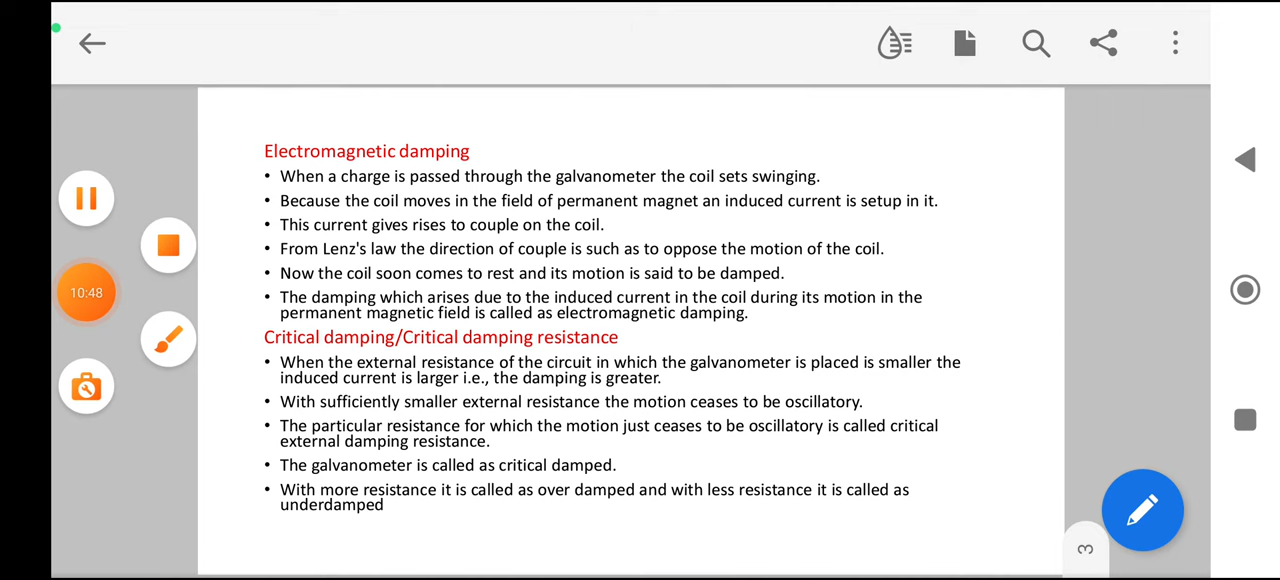 Electromagnetic damping
• When a charge is passed through the galvanometer the coil sets swinging.
• Because the coil moves in the field of permanent magnet an induced current is setup in it.
• This current gives rises to couple on the coil.
• From Lenz's law the direction of couple is such as to oppose the motion of the coil.
• Now the coil soon comes to rest and its motion is said to be damped.
• The damping which arises due to the induced current in the coil during its motion in the
permanent magnetic field is called as electromagnetic damping.
10:48
Critical damping/Critical damping resistance
• When the external resistance of the circuit in which the galvanometer is placed is smaller the
induced current is larger i.e., the damping is greater.
• With sufficiently smaller external resistance the motion ceases to be oscillatory.
• The particular resistance for which the motion just ceases to be oscillatory is called critical
external damping resistance.
• The galvanometer is called as critical damped.
• With more resistance it is called as over damped and with less resistance it is called as
underdamped
3